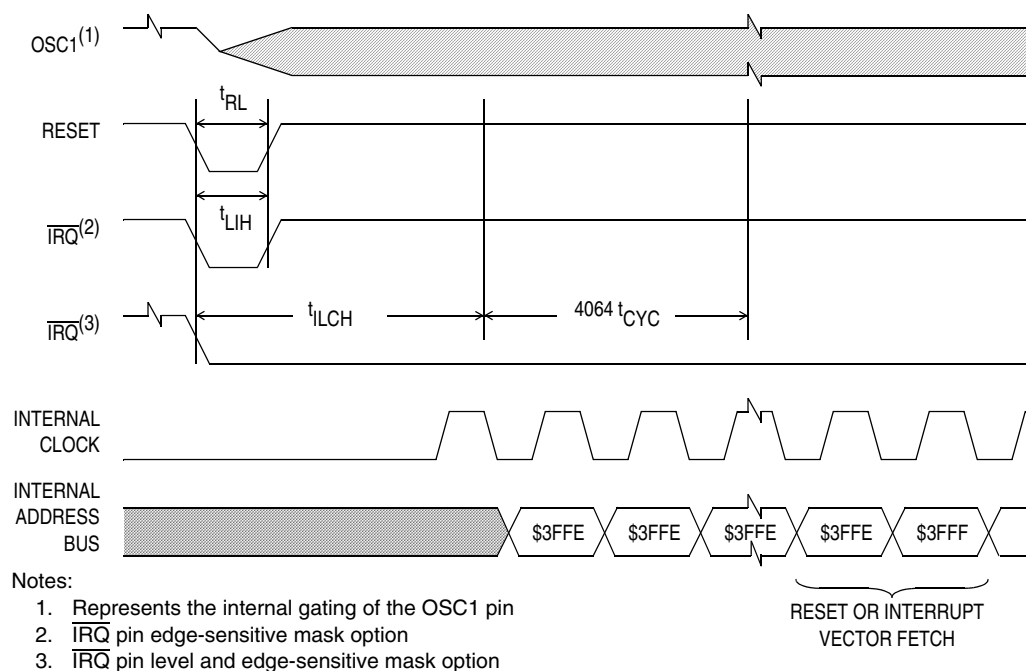 OSC1(1)
tRL
RESET
tLIH
IRQ(2)
tILCH
4064 tCYC
IRQ(3)
INTERNAL
CLOCK
INTERNAL
ADDRESS
BUS
$3FFE $3FFE $3FFE $3FFE $3FFF
Notes:
1. Represents the internal gating of the OSC1 pin
2. IRQ pin edge-sensitive mask option
3. IRQ pin level and edge-sensitive mask option
RESET OR INTERRUPT
VECTOR FETCH